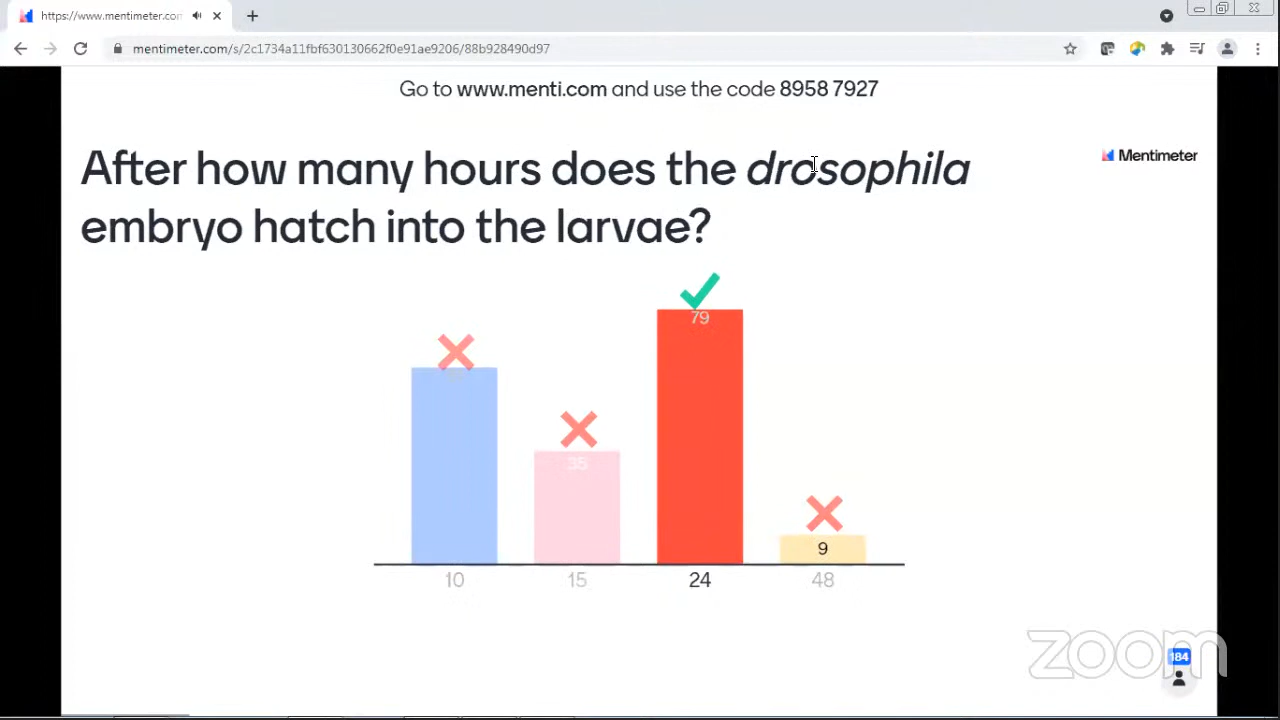 https://www.mentimeter.com
mentimeter.com/s/2c1734a11fbf630130662f0e91ae9206/88b928490d97
Go to www.menti.com and use the code 8958 7927
After how many hours does the drosophila
embryo hatch into the larvae?
Mentimeter
79
35
9
10 15 24 48
zoom
184